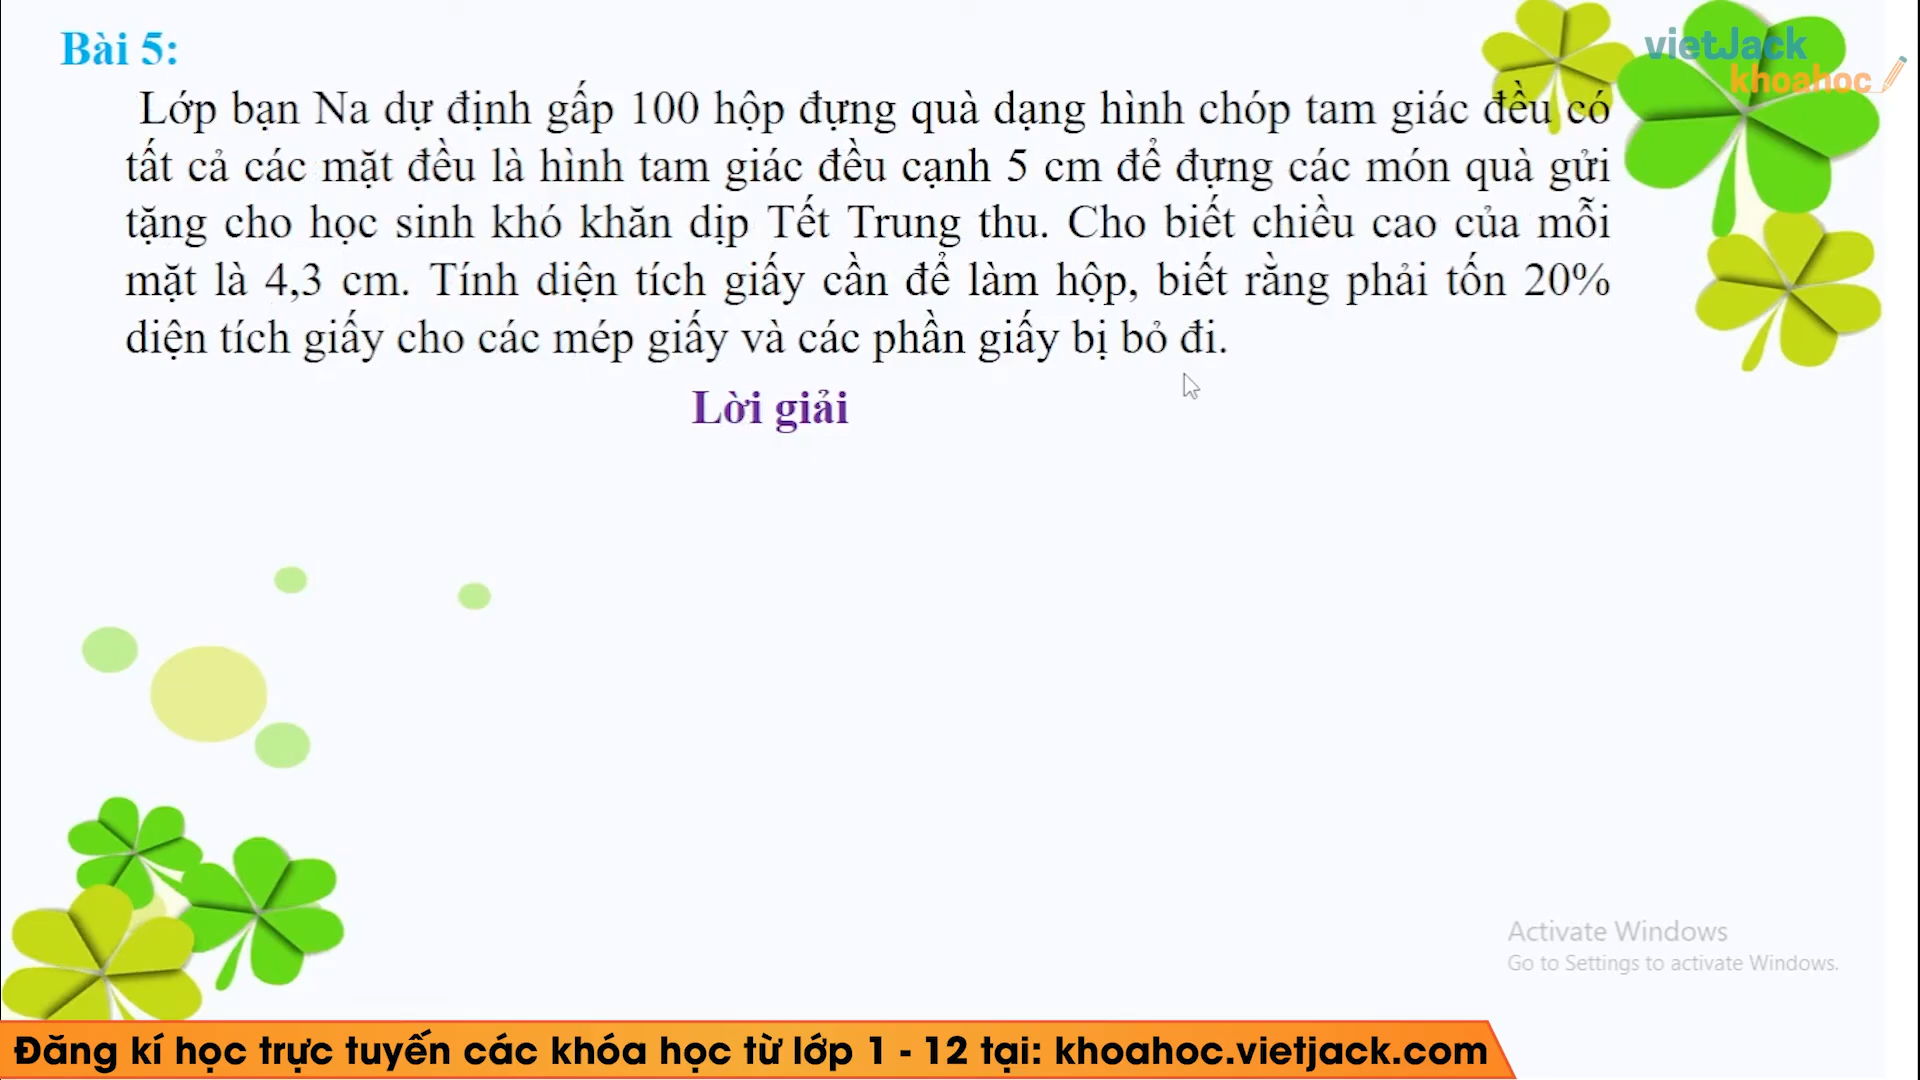 Bài 5:
vietJack
khoahoc
Lớp bạn Na dự định gấp 100 hộp đựng quà dạng hình chóp tam giác đều có
tất cả các mặt đều là hình tam giác đều cạnh 5 cm để đựng các món quà gửi
tặng cho học sinh khó khăn dịp Tết Trung thu. Cho biết chiều cao của mỗi
mặt là 4,3 cm. Tính diện tích giấy cần để làm hộp, biết rằng phải tốn 20%
diện tích giấy cho các mép giấy và các phần giấy bị bỏ đi.
Lời giải
Activate Windows
Go to Settings to activate Windows.
Đăng kí học trực tuyến các khóa học từ lớp 1 - 12 tại: khoahoc.vietjack.com